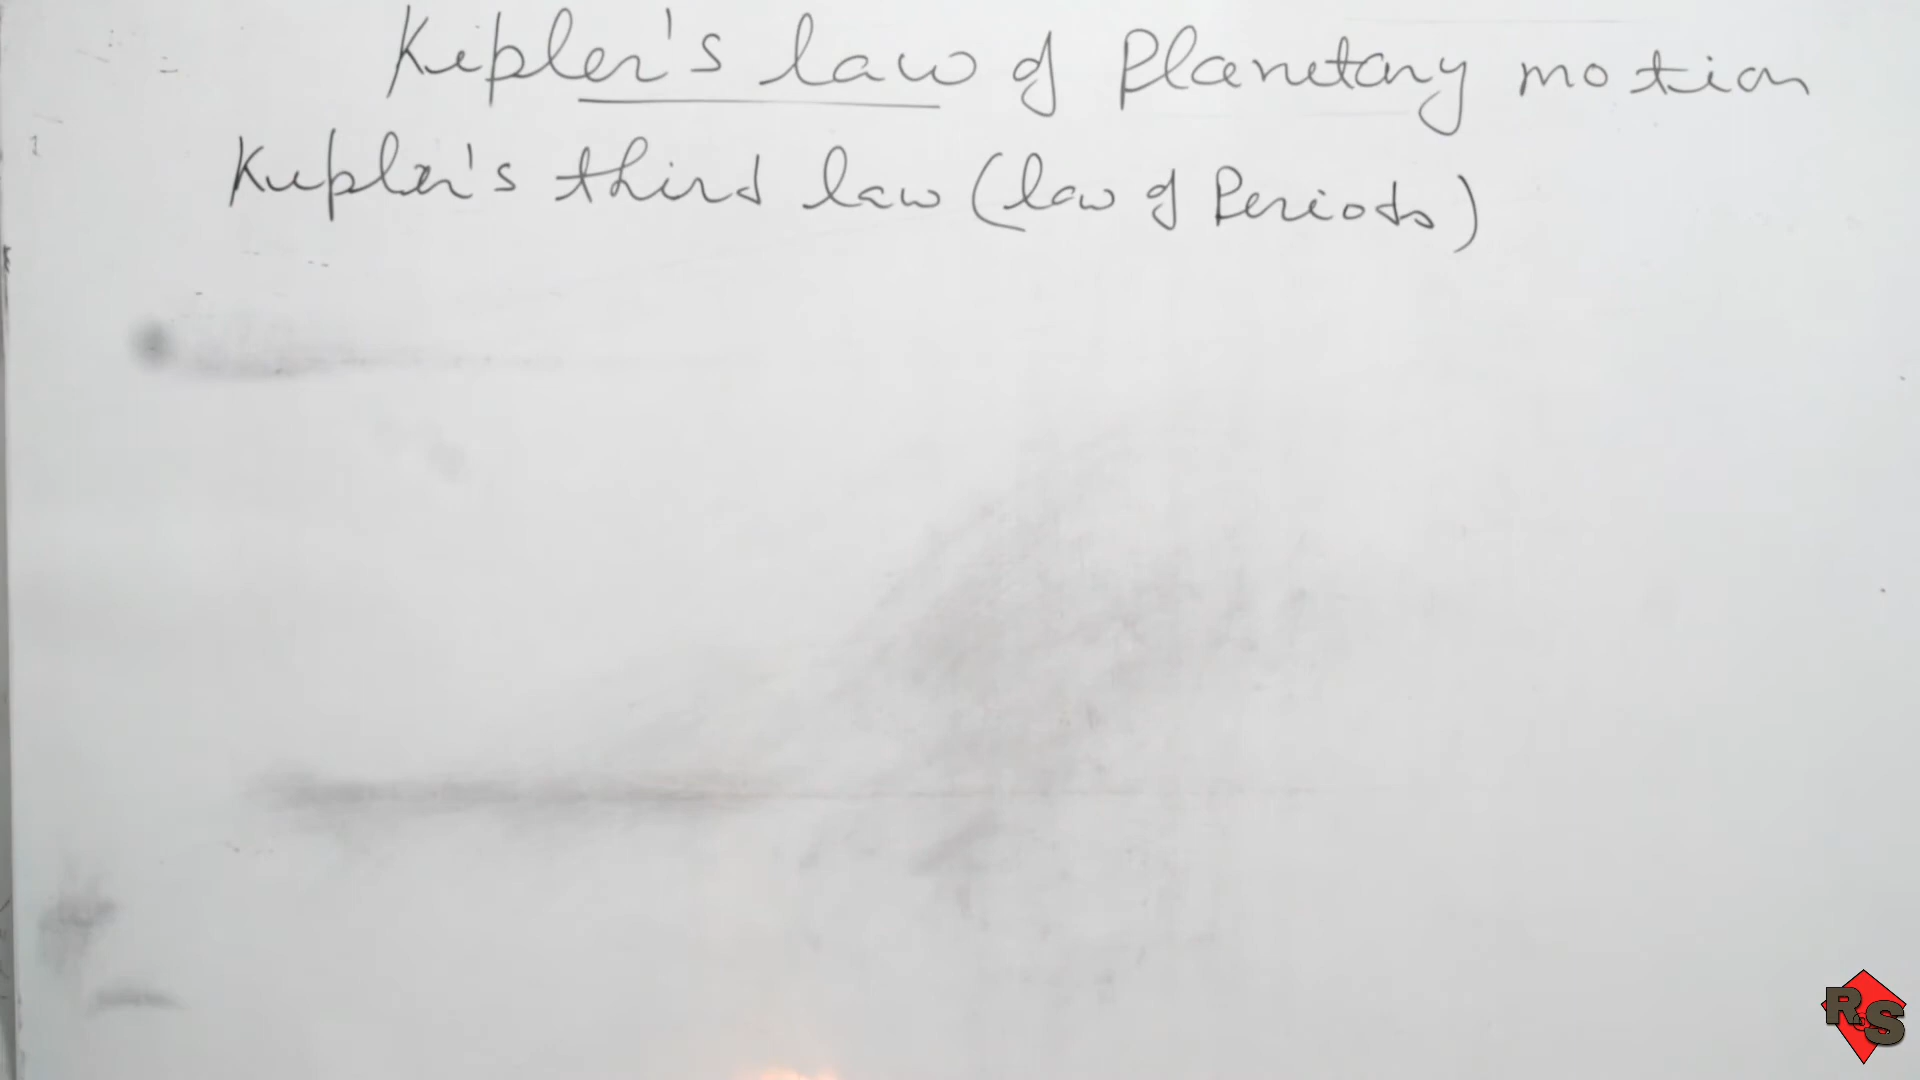 Kepler's law of Planetary motion
Kepler's third law (law of Periods)
R&S